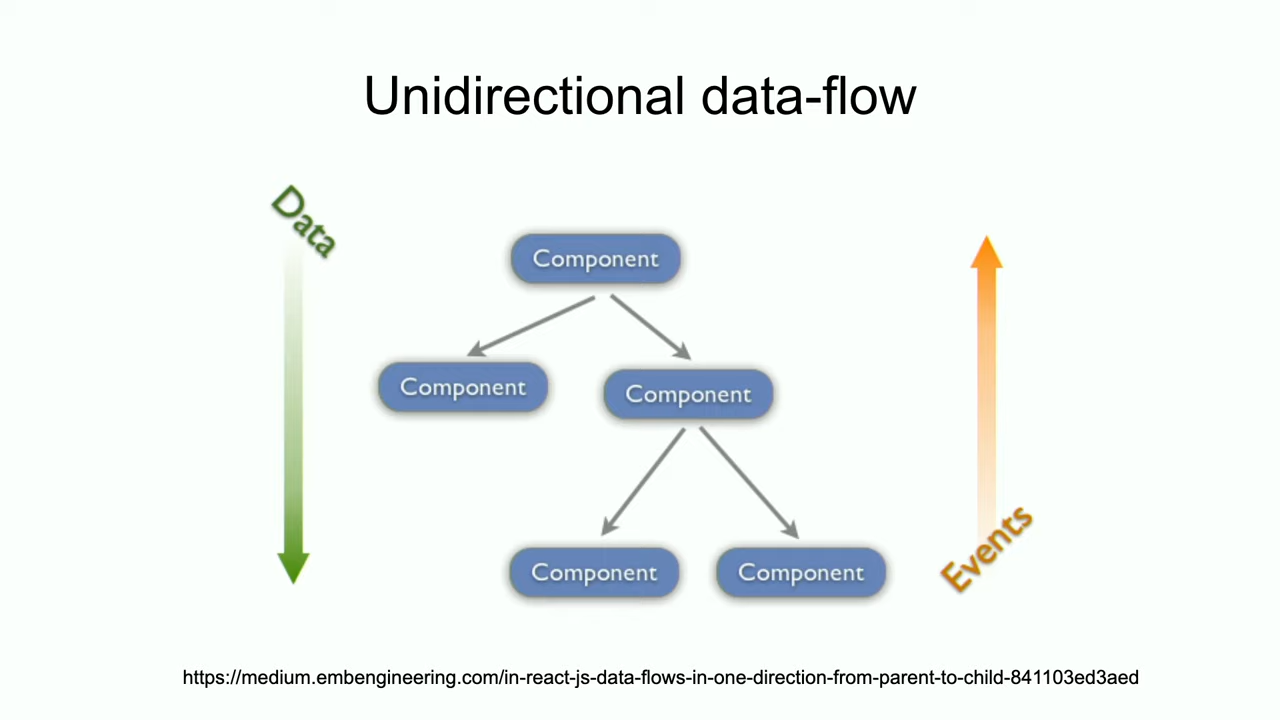 Unidirectional data-flow
Data
Component
Component
Component
Component
Component
Events
https://medium.embengineering.com/in-react-js-data-flows-in-one-direction-from-parent-to-child-841103ed3aed